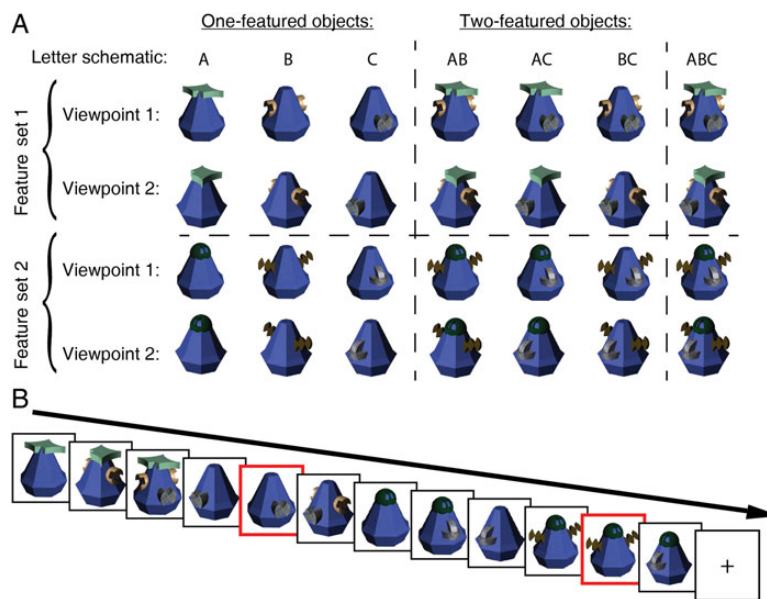 A
One-featured objects: Two-featured objects:
Letter schematic: A B C AB AC BC ABC
Feature set 1
Viewpoint 1:
Viewpoint 2:
Feature set 2
Viewpoint 1:
Viewpoint 2:
B
+